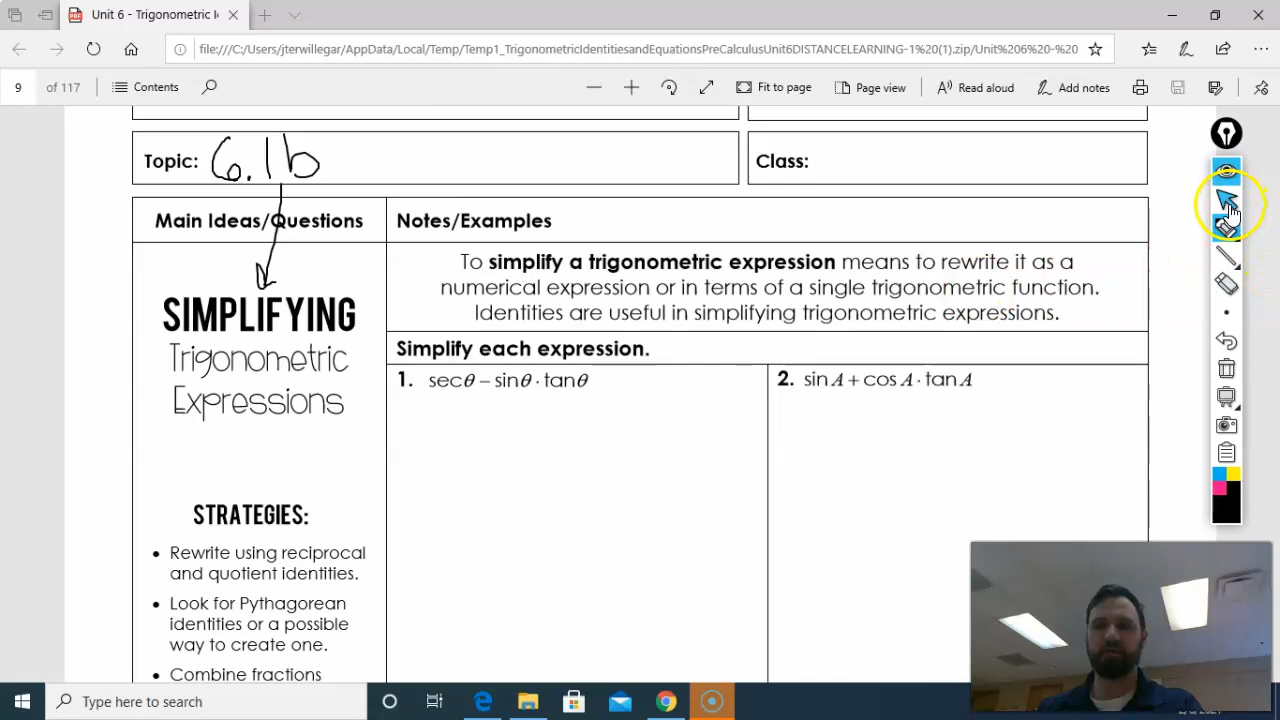 Unit 6 - Trigonometric I
file:///C:/Users/jterwillegar/AppData/Local/Temp/Temp1_TrigonometricIdentitiesandEquationsPreCalculusUnit6DISTANCELEARNING-1%20(1).zip/Unit%206%20-%20
9 of 117 Contents Fit to page Page view Read aloud Add notes
Topic: 6.1b Class:
Main Ideas/Questions Notes/Examples
SIMPLIFYING
Trigonometric
Expressions
STRATEGIES:
• Rewrite using reciprocal
and quotient identities.
• Look for Pythagorean
identities or a possible
way to create one.
• Combine fractions
To simplify a trigonometric expression means to rewrite it as a
numerical expression or in terms of a single trigonometric function.
Identities are useful in simplifying trigonometric expressions.
Simplify each expression.
1. secθ – sinθ · tanθ
2. sin A + cos A · tan A
Type here to search